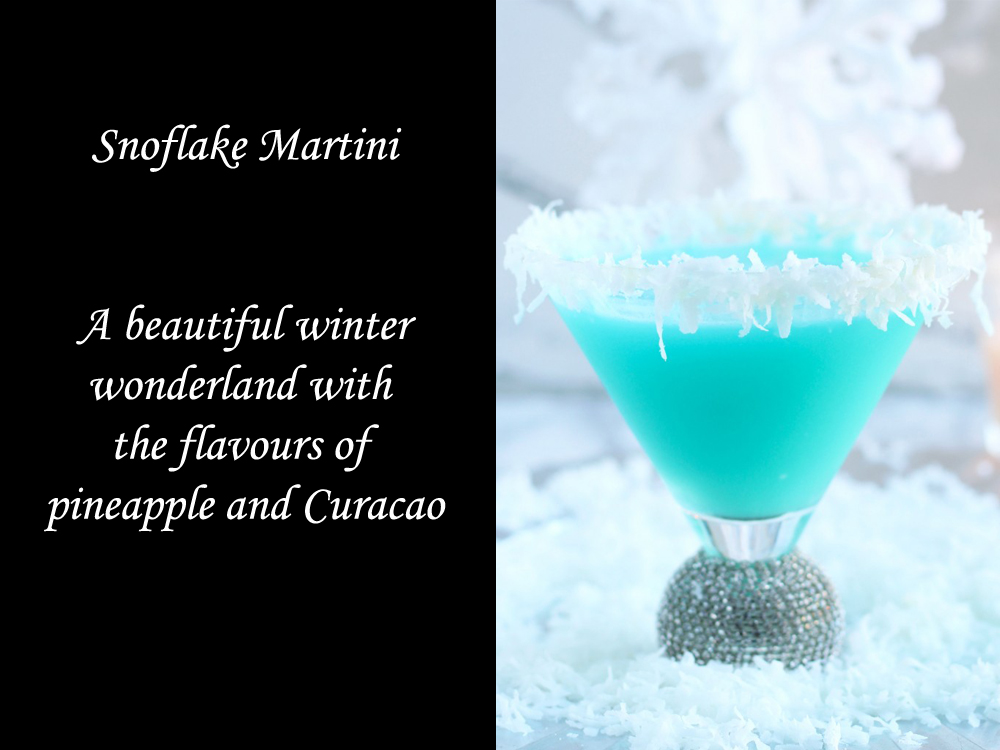 Snoflake Martini
A beautiful winter
wonderland with
the flavours of
pineapple and Curacao